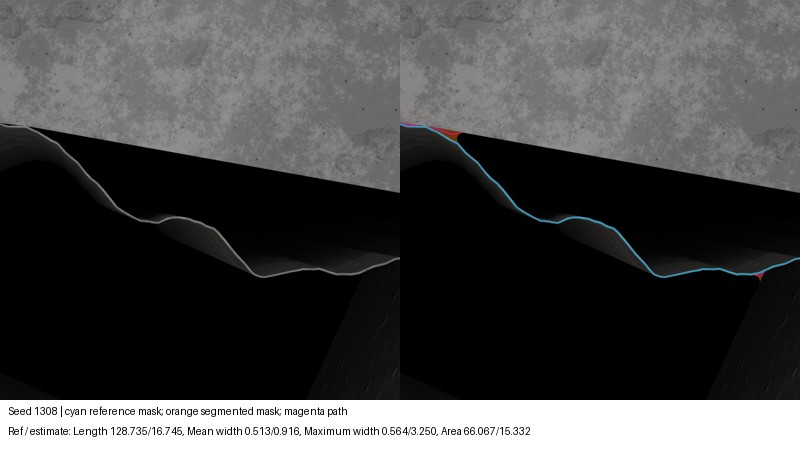 Seed 1308 | cyan reference mask; orange segmented mask; magenta path
Ref / estimate: Length 128.735/16.745, Mean width 0.513/0.916, Maximum width 0.564/3.250, Area 66.067/15.332